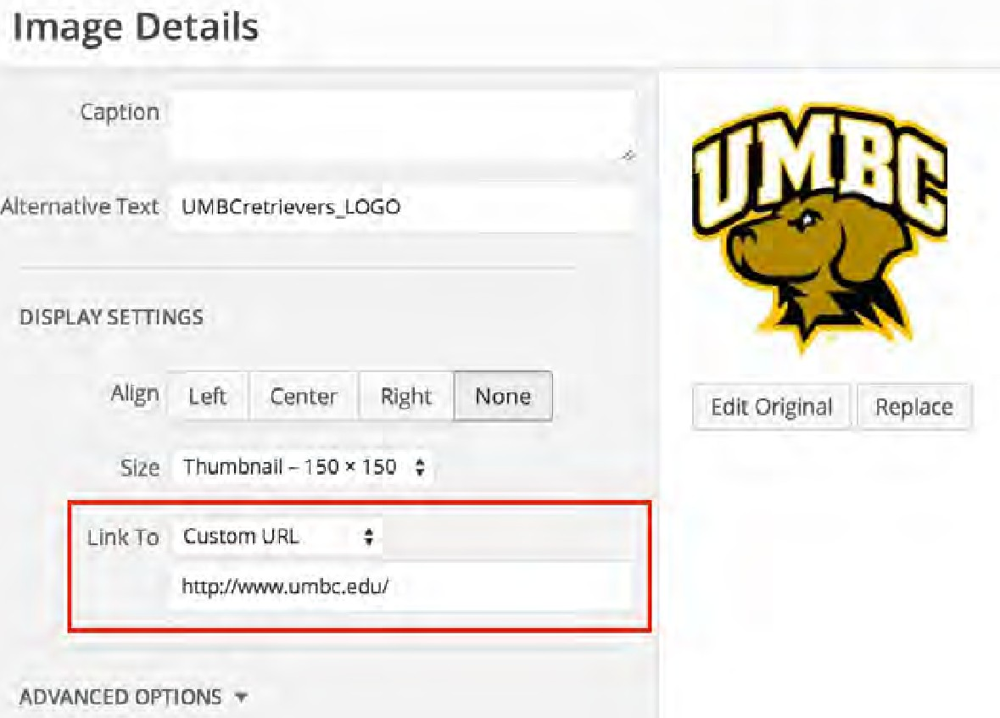 Image Details
Caption
Alternative Text UMBCretrievers_LOGO
DISPLAY SETTINGS
Align Left Center Right None
Size Thumbnail – 150 × 150
Link To Custom URL
http://www.umbc.edu/
ADVANCED OPTIONS
UMBC
Edit Original Replace